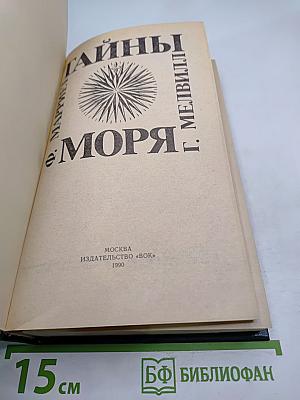 ТАЙНЫ
Ф. МАРРИЕТ
Г. МЕЛВИЛЛ
МОРЯ
МОСКВА
ИЗДАТЕЛЬСТВО «ВОК»
1990
15 см
БФ БИБЛИОФАН